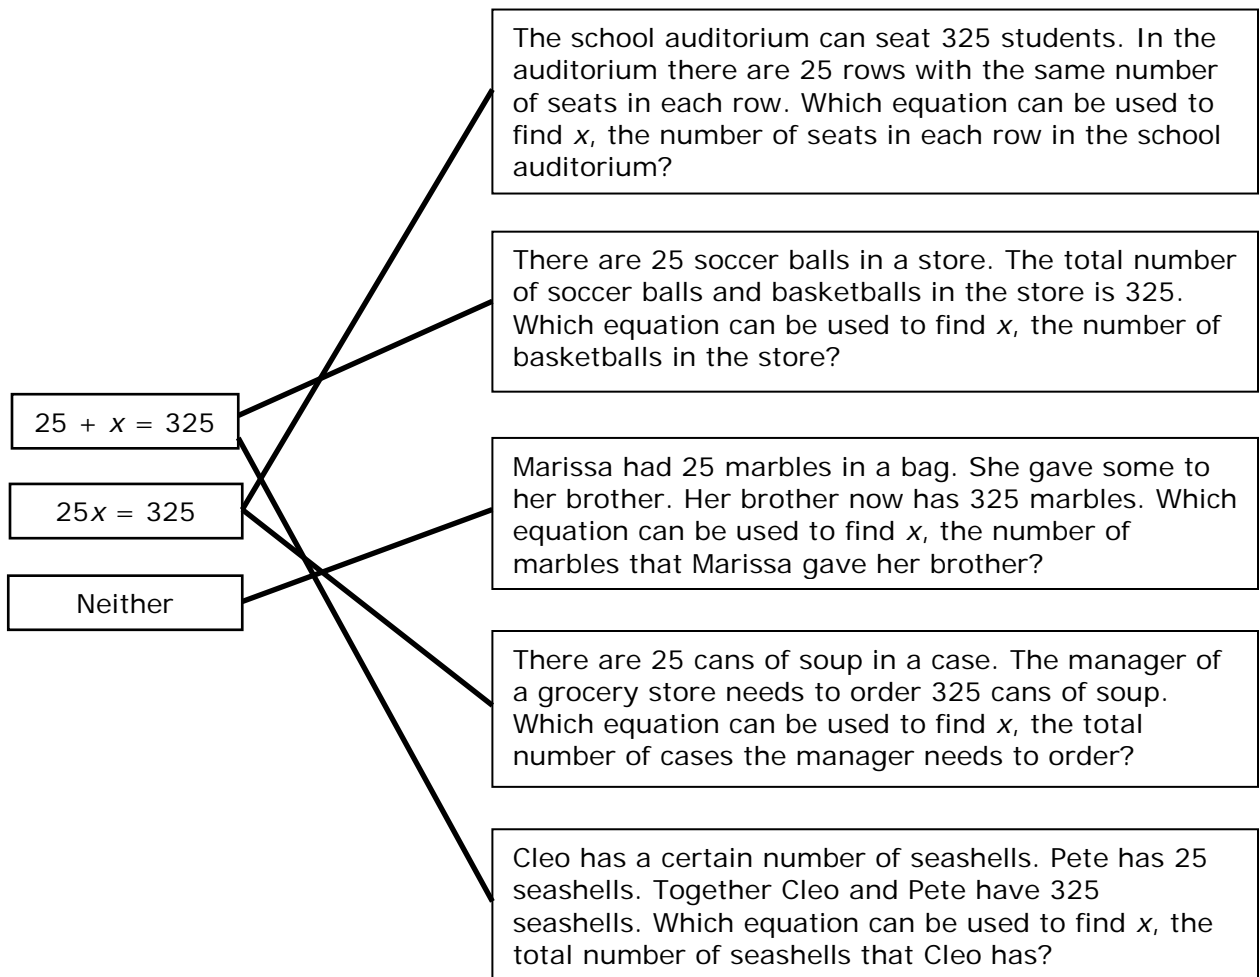 The school auditorium can seat 325 students. In the
auditorium there are 25 rows with the same number
of seats in each row. Which equation can be used to
find x, the number of seats in each row in the school
auditorium?
There are 25 soccer balls in a store. The total number
of soccer balls and basketballs in the store is 325.
Which equation can be used to find x, the number of
basketballs in the store?
25 + x = 325
25x = 325
Neither
Marissa had 25 marbles in a bag. She gave some to
her brother. Her brother now has 325 marbles. Which
equation can be used to find x, the number of
marbles that Marissa gave her brother?
There are 25 cans of soup in a case. The manager of
a grocery store needs to order 325 cans of soup.
Which equation can be used to find x, the total
number of cases the manager needs to order?
Cleo has a certain number of seashells. Pete has 25
seashells. Together Cleo and Pete have 325
seashells. Which equation can be used to find x, the
total number of seashells that Cleo has?